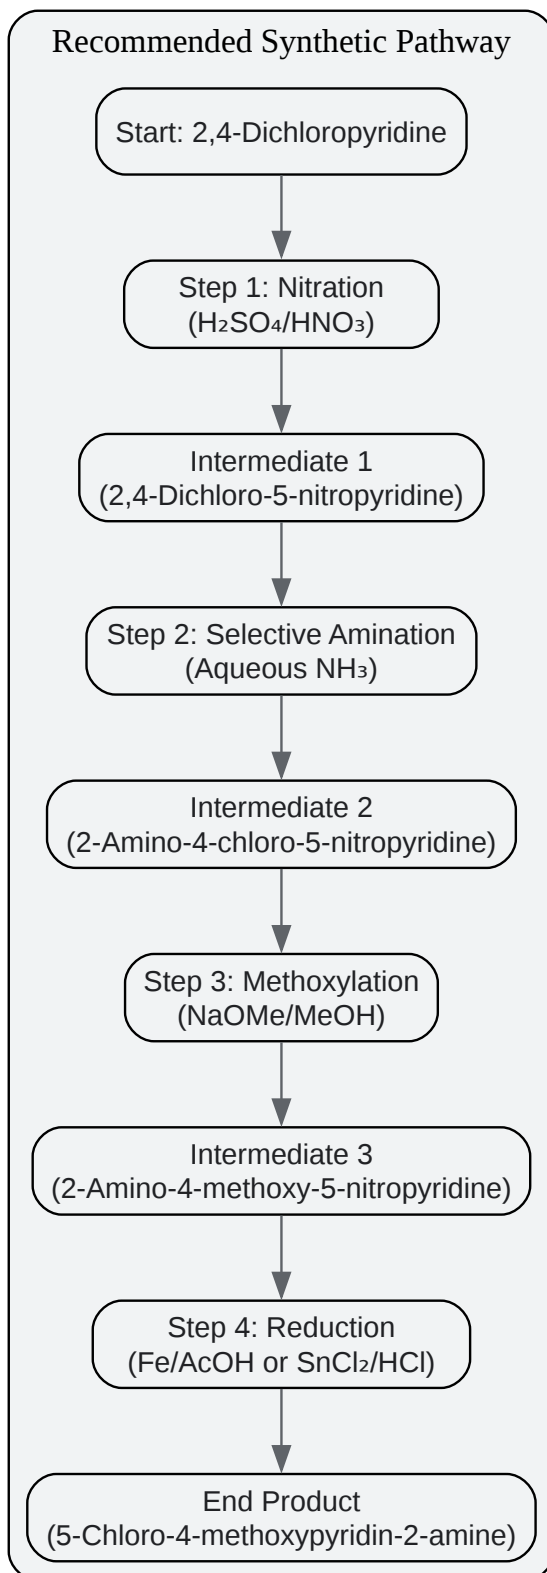 Recommended Synthetic Pathway
Start: 2,4-Dichloropyridine
Step 1: Nitration
(H₂SO₄/HNO₃)
Intermediate 1
(2,4-Dichloro-5-nitropyridine)
Step 2: Selective Amination
(Aqueous NH₃)
Intermediate 2
(2-Amino-4-chloro-5-nitropyridine)
Step 3: Methoxylation
(NaOMe/MeOH)
Intermediate 3
(2-Amino-4-methoxy-5-nitropyridine)
Step 4: Reduction
(Fe/AcOH or SnCl₂/HCl)
End Product
(5-Chloro-4-methoxypyridin-2-amine)